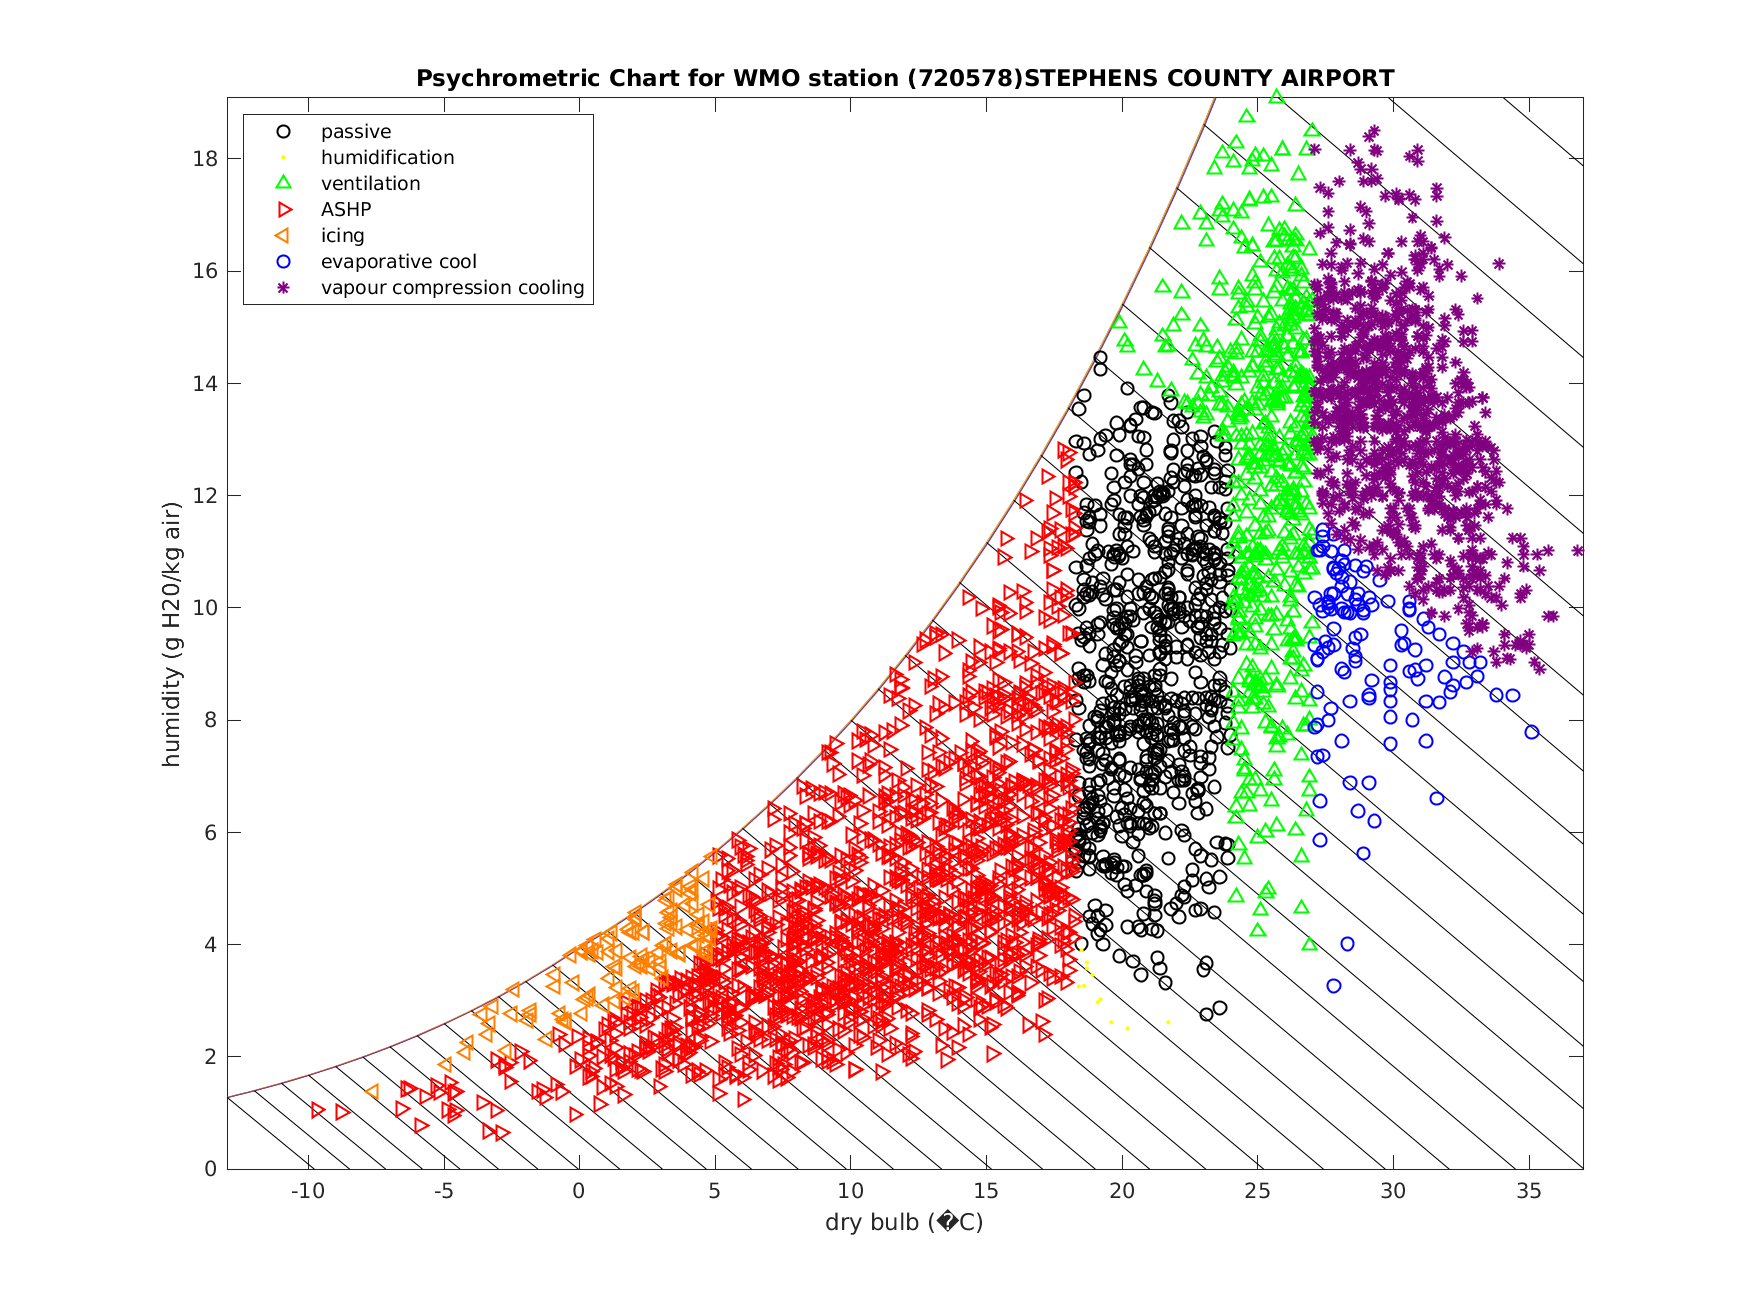 Psychrometric Chart for WMO station (720578)STEPHENS COUNTY AIRPORT
passive
humidification
ventilation
ASHP
icing
evaporative cool
vapour compression cooling
18
16
14
12
10
8
6
4
2
0
humidity (g H20/kg air)
-10 -5 0 5 10 15 20 25 30 35
dry bulb (�C)